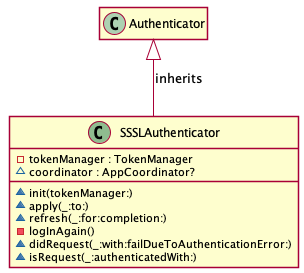 C Authenticator
inherits
C SSSLAuthenticator
tokenManager : TokenManager
coordinator : AppCoordinator?
init(tokenManager:)
apply(_:to:)
refresh(_:for:completion:)
logInAgain()
didRequest(_:with:failDueToAuthenticationError:)
isRequest(_:authenticatedWith:)